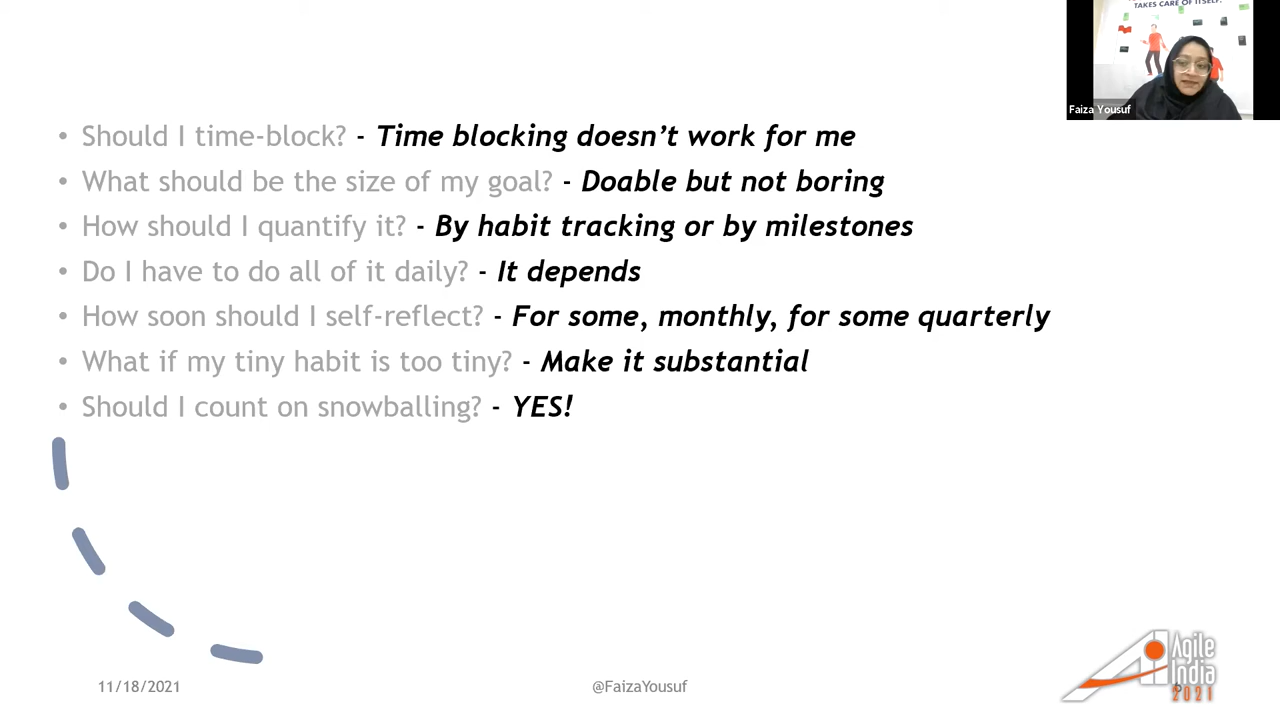 TAKES CARE OF ITSELF.
Faiza Yousuf
• Should I time-block? - Time blocking doesn’t work for me
• What should be the size of my goal? - Doable but not boring
• How should I quantify it? - By habit tracking or by milestones
• Do I have to do all of it daily? - It depends
• How soon should I self-reflect? - For some, monthly, for some quarterly
• What if my tiny habit is too tiny? - Make it substantial
• Should I count on snowballing? - YES!
11/18/2021
@FaizaYousuf
Agile
India
2021